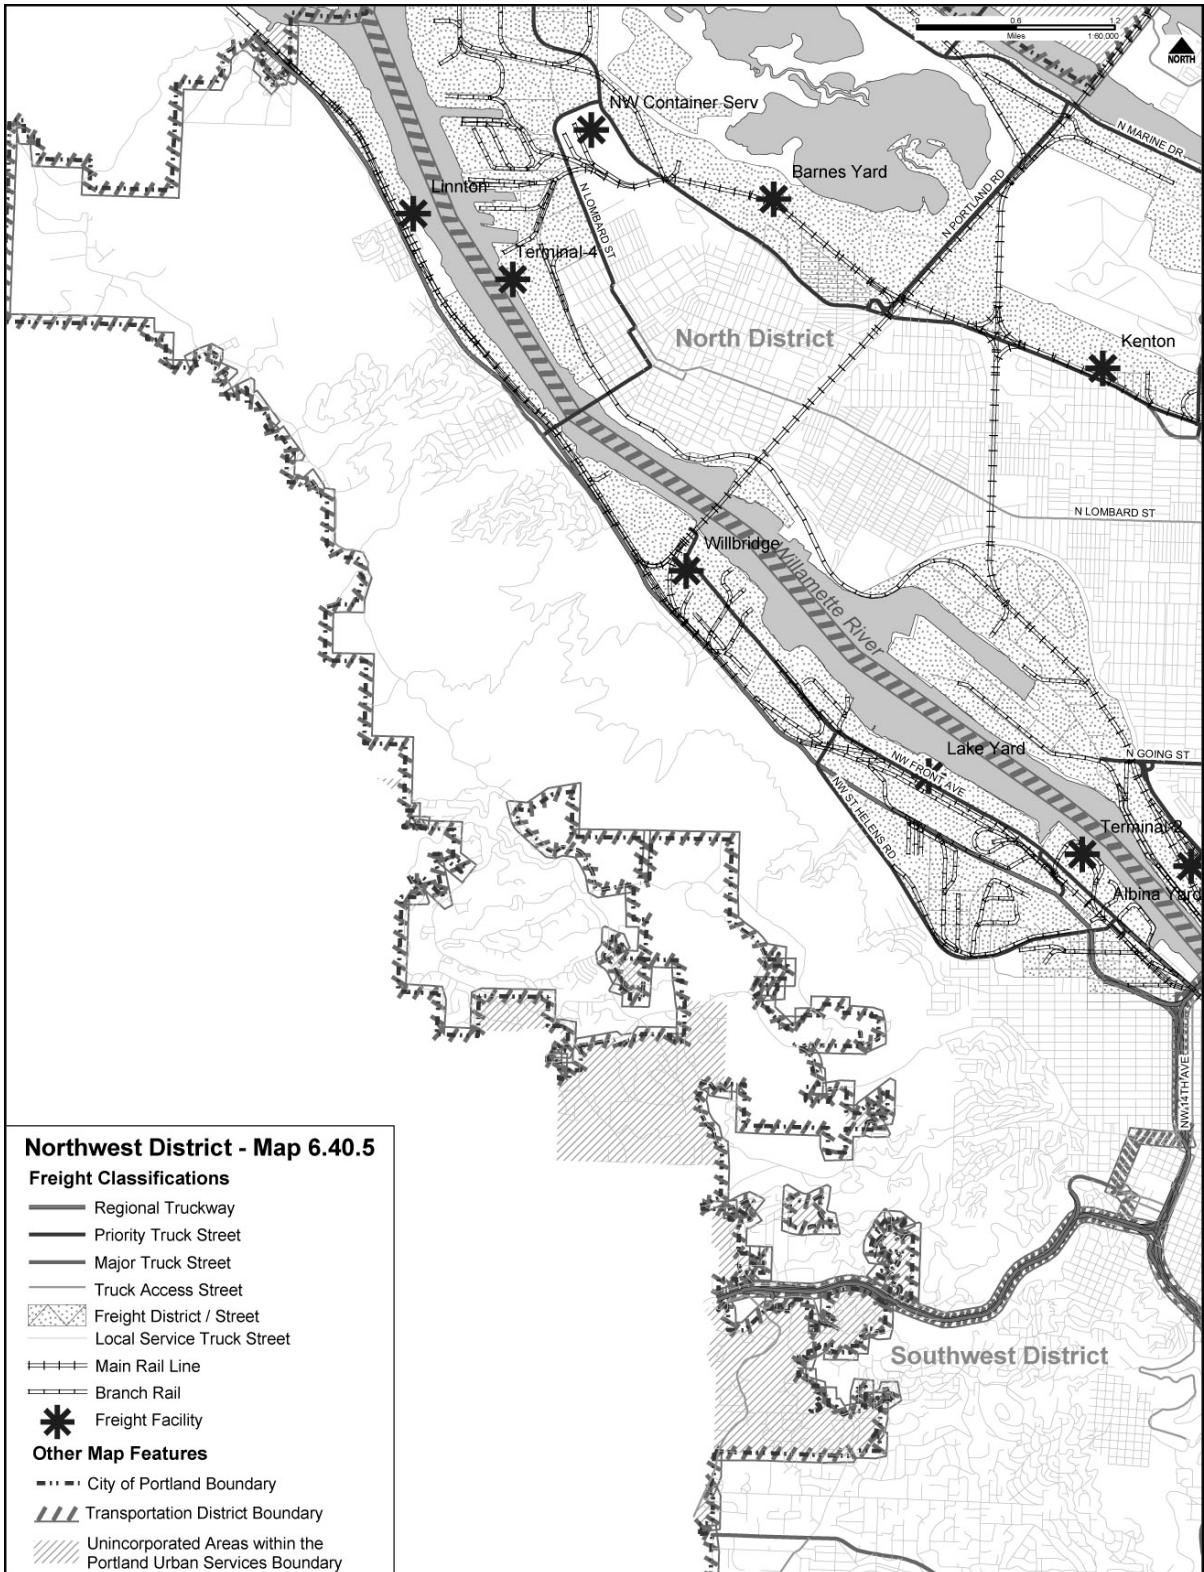 0 0.6 1.2
Miles 1:60,000
NORTH
NW Container Serv
N MARINE DR
Barnes Yard
Linnton
N LOMBARD ST
N PORTLAND RD
Terminal-4
North District
Kenton
N LOMBARD ST
Willbridge
Willamette River
Lake Yard
N GOING ST
NW FRONT AVE
NW ST HELENS RD
Terminal-2
Albina Yard
NW 14TH AVE
Southwest District
Northwest District - Map 6.40.5
Freight Classifications
Regional Truckway
Priority Truck Street
Major Truck Street
Truck Access Street
Freight District / Street
Local Service Truck Street
Main Rail Line
Branch Rail
Freight Facility
Other Map Features
City of Portland Boundary
Transportation District Boundary
Unincorporated Areas within the
Portland Urban Services Boundary